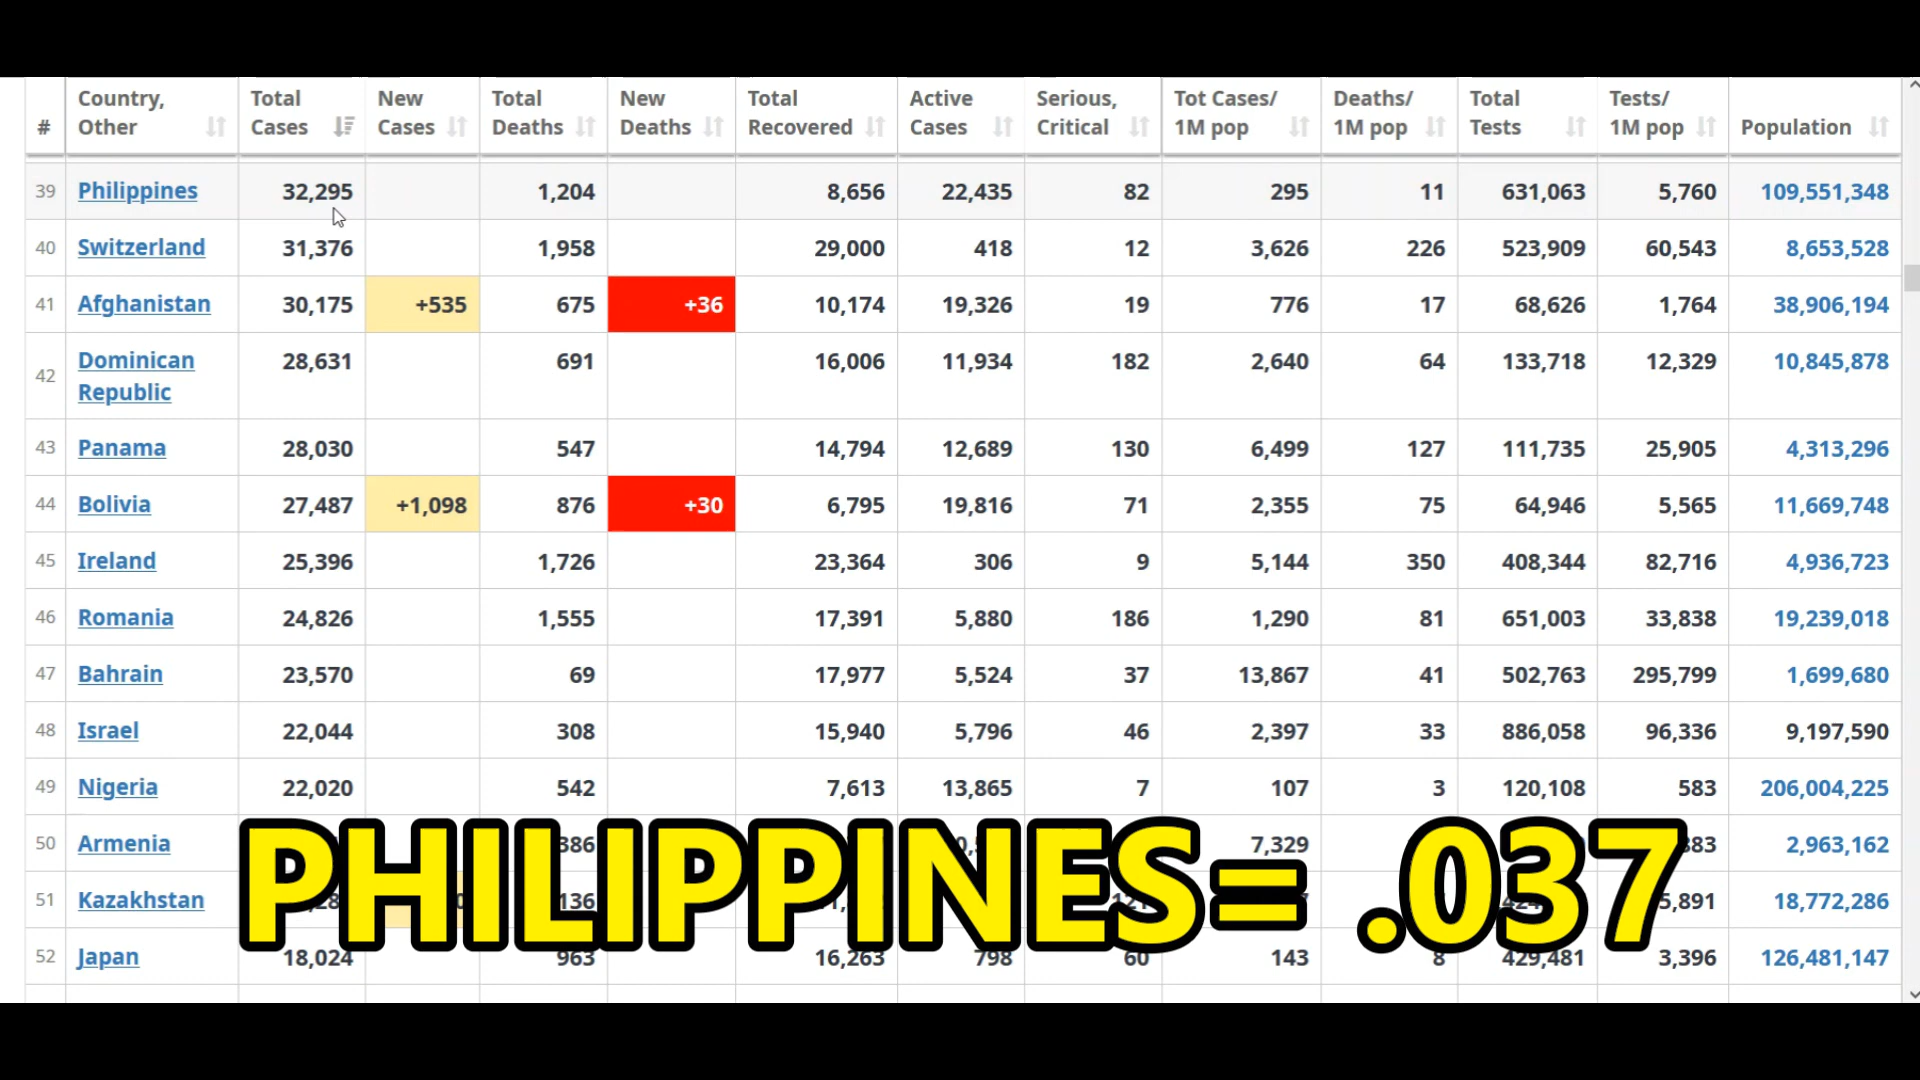 # Country, Other Total Cases New Cases Total Deaths New Deaths Total Recovered Active Cases Serious, Critical Tot Cases/ 1M pop Deaths/ 1M pop Total Tests Tests/ 1M pop Population
39 Philippines 32,295 1,204 8,656 22,435 82 295 11 631,063 5,760 109,551,348
40 Switzerland 31,376 1,958 29,000 418 12 3,626 226 523,909 60,543 8,653,528
41 Afghanistan 30,175 +535 675 +36 10,174 19,326 19 776 17 68,626 1,764 38,906,194
42 Dominican Republic 28,631 691 16,006 11,934 182 2,640 64 133,718 12,329 10,845,878
43 Panama 28,030 547 14,794 12,689 130 6,499 127 111,735 25,905 4,313,296
44 Bolivia 27,487 +1,098 876 +30 6,795 19,816 71 2,355 75 64,946 5,565 11,669,748
45 Ireland 25,396 1,726 23,364 306 9 5,144 350 408,344 82,716 4,936,723
46 Romania 24,826 1,555 17,391 5,880 186 1,290 81 651,003 33,838 19,239,018
47 Bahrain 23,570 69 17,977 5,524 37 13,867 41 502,763 295,799 1,699,680
48 Israel 22,044 308 15,940 5,796 46 2,397 33 886,058 96,336 9,197,590
49 Nigeria 22,020 542 7,613 13,865 7 107 3 120,108 583 206,004,225
50 Armenia 386 7,329 2,963,162
51 Kazakhstan 136 18,772,286
PHILIPPINES= .037
52 Japan 18,024 963 16,263 798 60 143 8 429,481 3,396 126,481,147